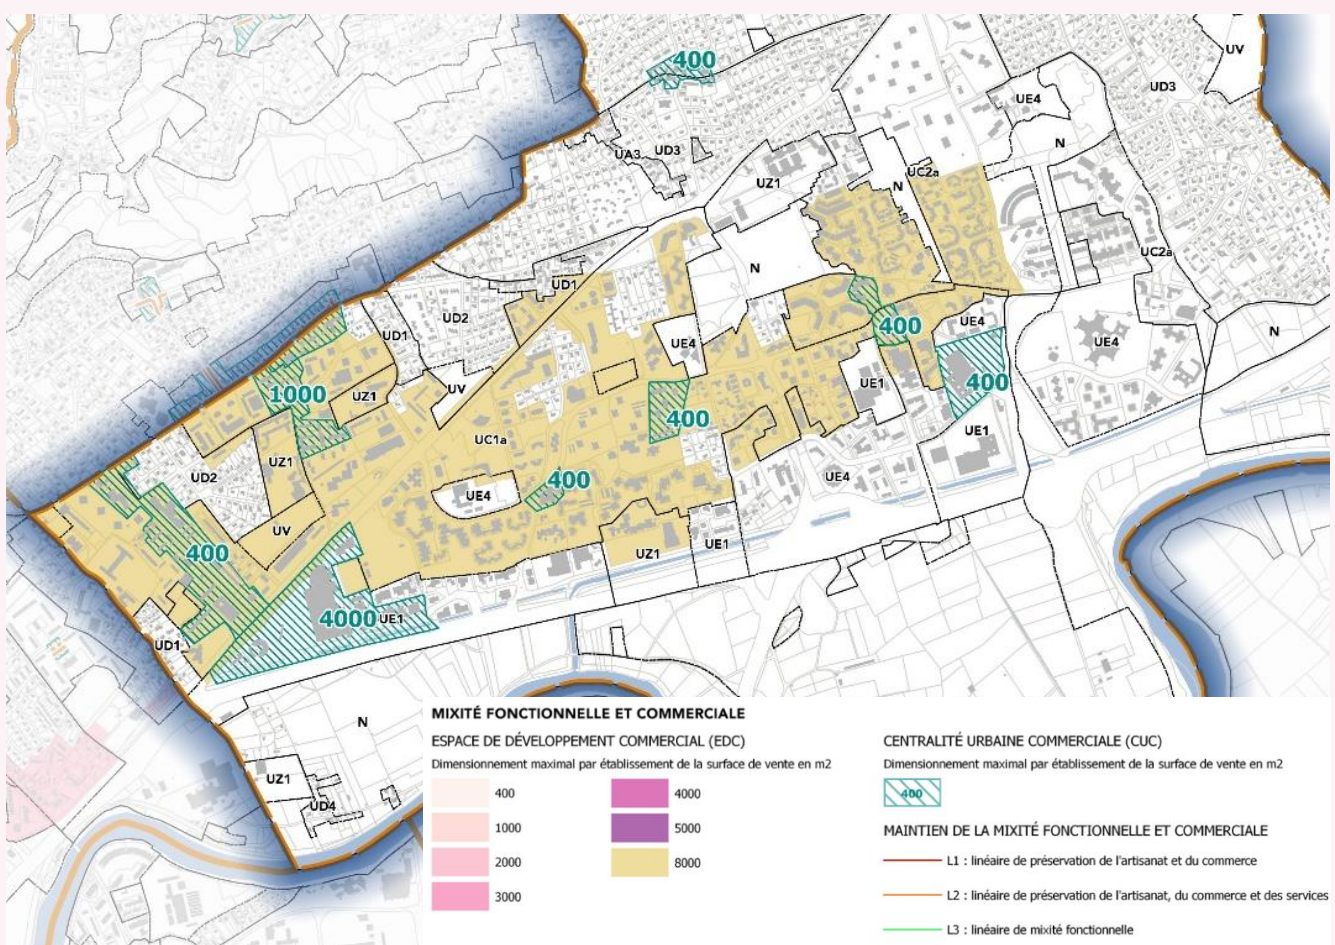 400
UV
UE4
UD3
N
UA3
UD3
UZ1
UC2a
N
UC2a
N
UD1
UD2
UD1
N
UE4
400
UE4
UE4
UZ1
1000
UV
400
UE1
400
UC1a
UE1
UD2
UZ1
400
UE4
UE4
UV
400
UZ1
UE1
4000
UE1
UD1
N
UZ1
UD4
MIXITÉ FONCTIONNELLE ET COMMERCIALE
ESPACE DE DÉVELOPPEMENT COMMERCIAL (EDC)
Dimensionnement maximal par établissement de la surface de vente en m2
400
1000
2000
3000
4000
5000
8000
CENTRALITÉ URBAINE COMMERCIALE (CUC)
Dimensionnement maximal par établissement de la surface de vente en m2
400
MAINTIEN DE LA MIXITÉ FONCTIONNELLE ET COMMERCIALE
L1 : linéaire de préservation de l'artisanat et du commerce
L2 : linéaire de préservation de l'artisanat, du commerce et des services
L3 : linéaire de mixité fonctionnelle